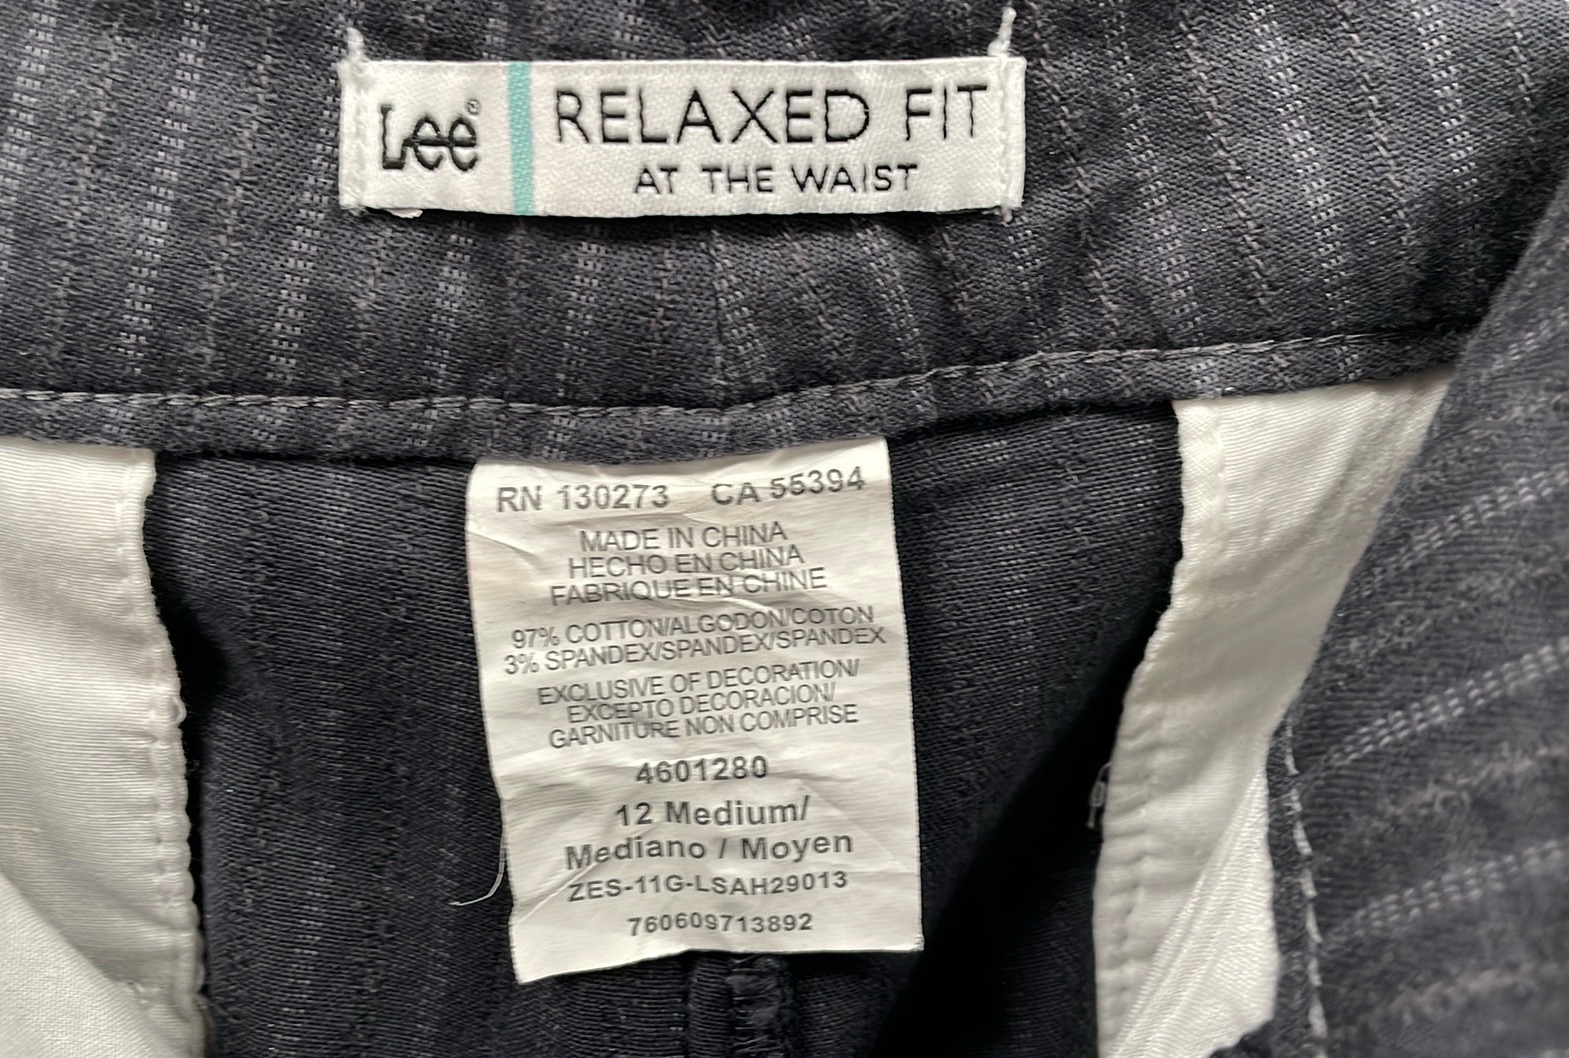 Lee® RELAXED FIT
AT THE WAIST
RN 130273 CA 55394
MADE IN CHINA
HECHO EN CHINA
FABRIQUE EN CHINE
97% COTTON/ALGODON/COTON
3% SPANDEX/SPANDEX/SPANDEX
EXCLUSIVE OF DECORATION/
EXCEPTO DECORACION/
GARNITURE NON COMPRISE
4601280
12 Medium/
Mediano / Moyen
ZES-11G-LSAH29013
760609713892